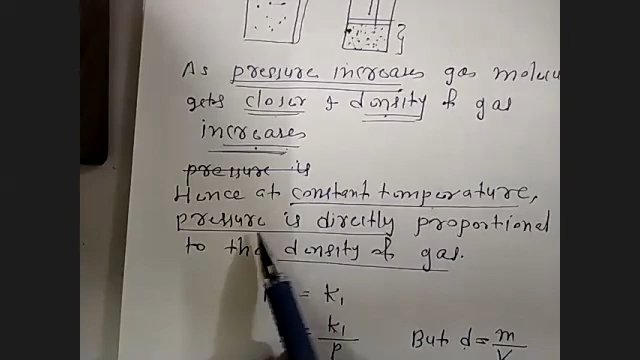 As pressure increases gas molecu
gets closer & density of gas
increases
pressure is
Hence at constant temperature,
pressure is directly proportional
to the density of gas.
= K₁
= K₁/P But d = m/V